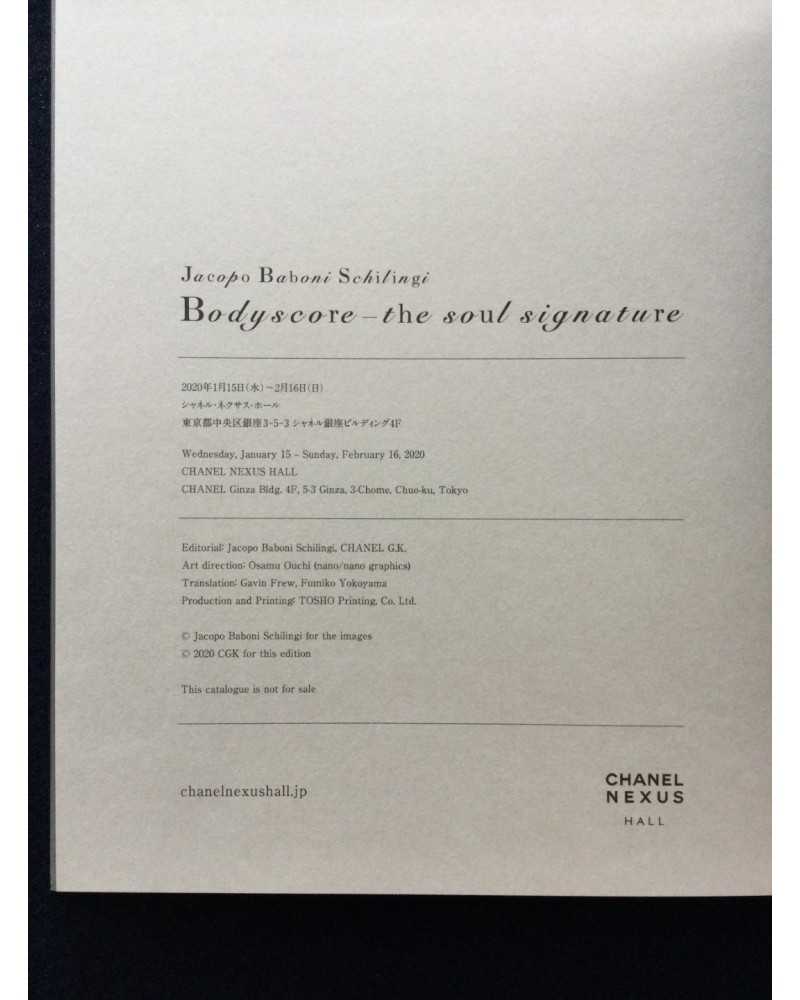 Jacopo Baboni Schilingi
Bodyscore – the soul signature
2020年1月15日(水)～2月16日(日)
シャネル・ネクサス・ホール
東京都中央区銀座3-5-3 シャネル銀座ビルディング4F
Wednesday, January 15 – Sunday, February 16, 2020
CHANEL NEXUS HALL
CHANEL Ginza Bldg. 4F, 5-3 Ginza, 3-Chome, Chuo-ku, Tokyo
Editorial: Jacopo Baboni Schilingi, CHANEL G.K.
Art direction: Osamu Ouchi (nano/nano graphics)
Translation: Gavin Frew, Fumiko Yokoyama
Production and Printing: TOSHO Printing, Co. Ltd.
© Jacopo Baboni Schilingi for the images
© 2020 CGK for this edition
This catalogue is not for sale
chanelnexushall.jp
CHANEL
NEXUS
HALL